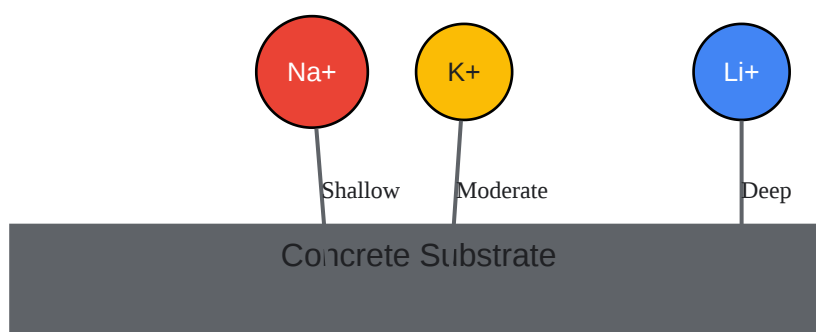 Na+
K+
Li+
Shallow
Moderate
Deep
Concrete Substrate